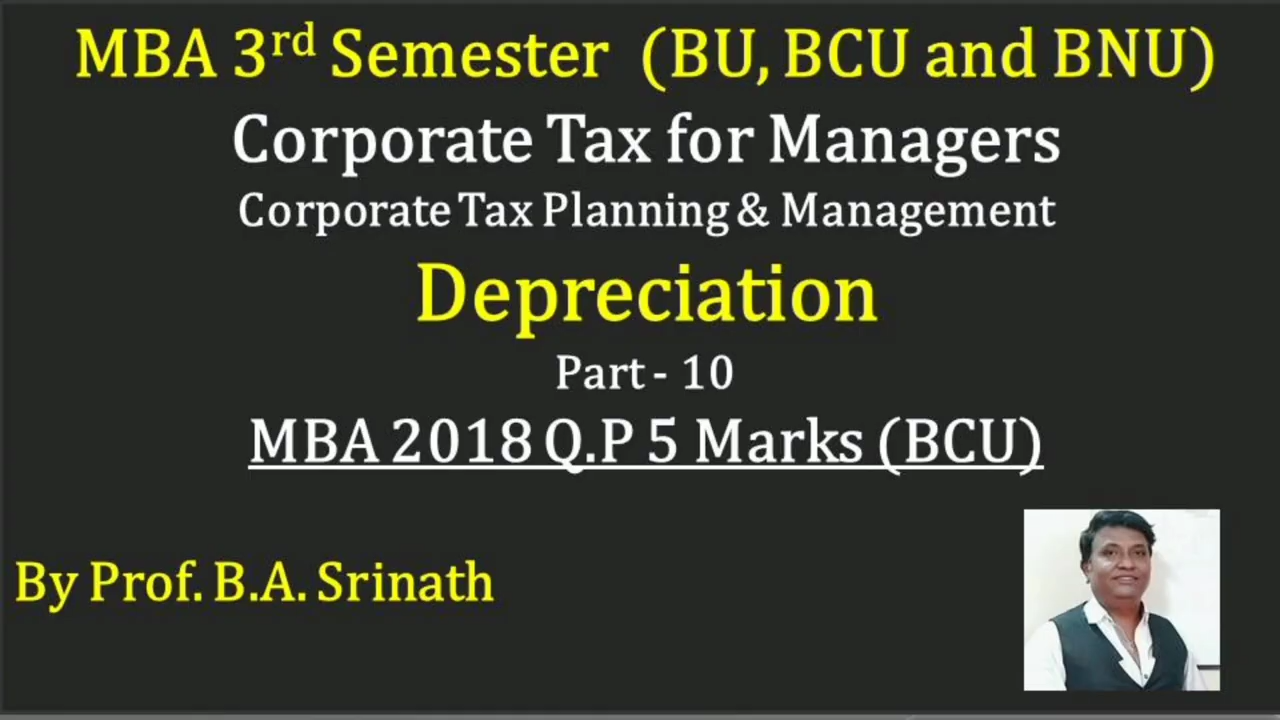 MBA 3rd Semester (BU, BCU and BNU)
Corporate Tax for Managers
Corporate Tax Planning & Management
Depreciation
Part - 10
MBA 2018 Q.P 5 Marks (BCU)
By Prof. B.A. Srinath